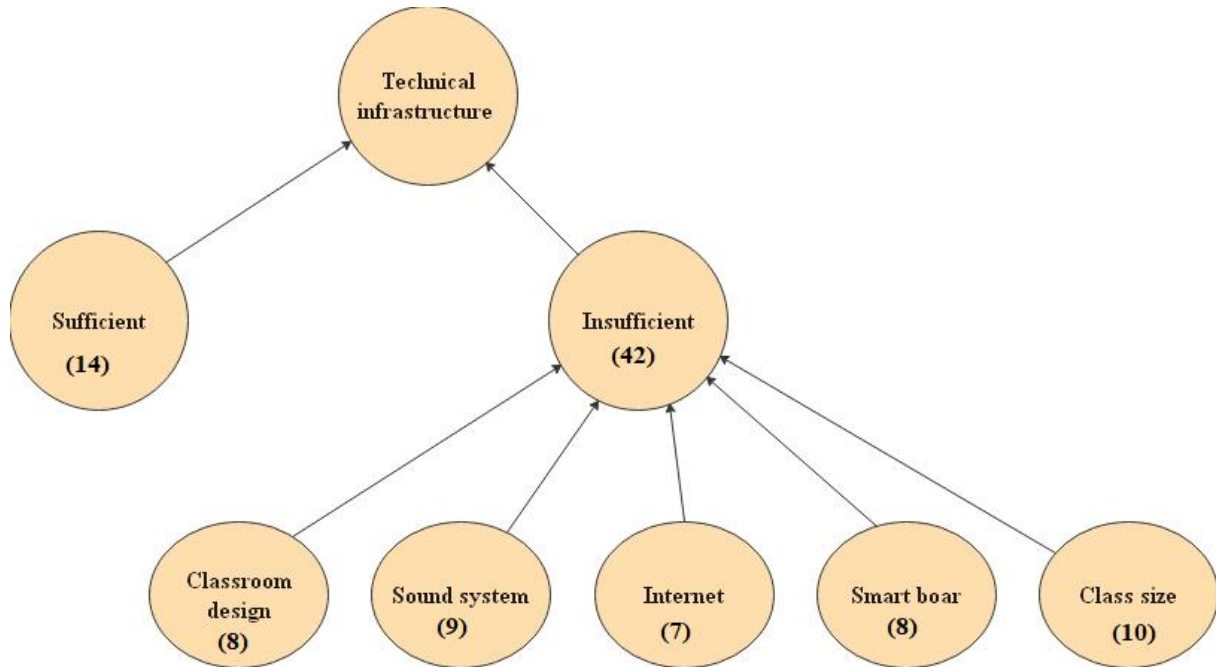 Technical
infrastructure
Sufficient
(14)
Insufficient
(42)
Classroom
design
(8)
Sound system
(9)
Internet
(7)
Smart boar
(8)
Class size
(10)